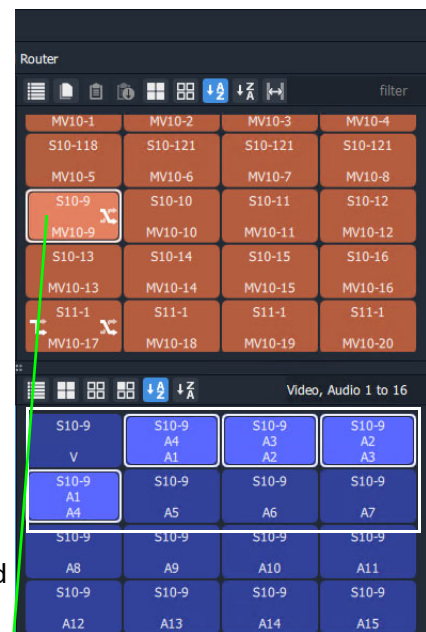 Router
filter
MV10-1 MV10-2 MV10-3 MV10-4
S10-118 S10-121 S10-121 S10-121
MV10-5 MV10-6 MV10-7 MV10-8
S10-9 S10-10 S10-11 S10-12
MV10-9 MV10-10 MV10-11 MV10-12
S10-13 S10-14 S10-15 S10-16
MV10-13 MV10-14 MV10-15 MV10-16
S11-1 S11-1 S11-1 S11-1
MV10-17 MV10-18 MV10-19 MV10-20
Video, Audio 1 to 16
S10-9 S10-9 S10-9 S10-9
A4 A3 A2
V A1 A2 A3
S10-9 S10-9 S10-9 S10-9
A1
A4 A5 A6 A7
S10-9 S10-9 S10-9 S10-9
A8 A9 A10 A11
S10-9 S10-9 S10-9 S10-9
A12 A13 A14 A15